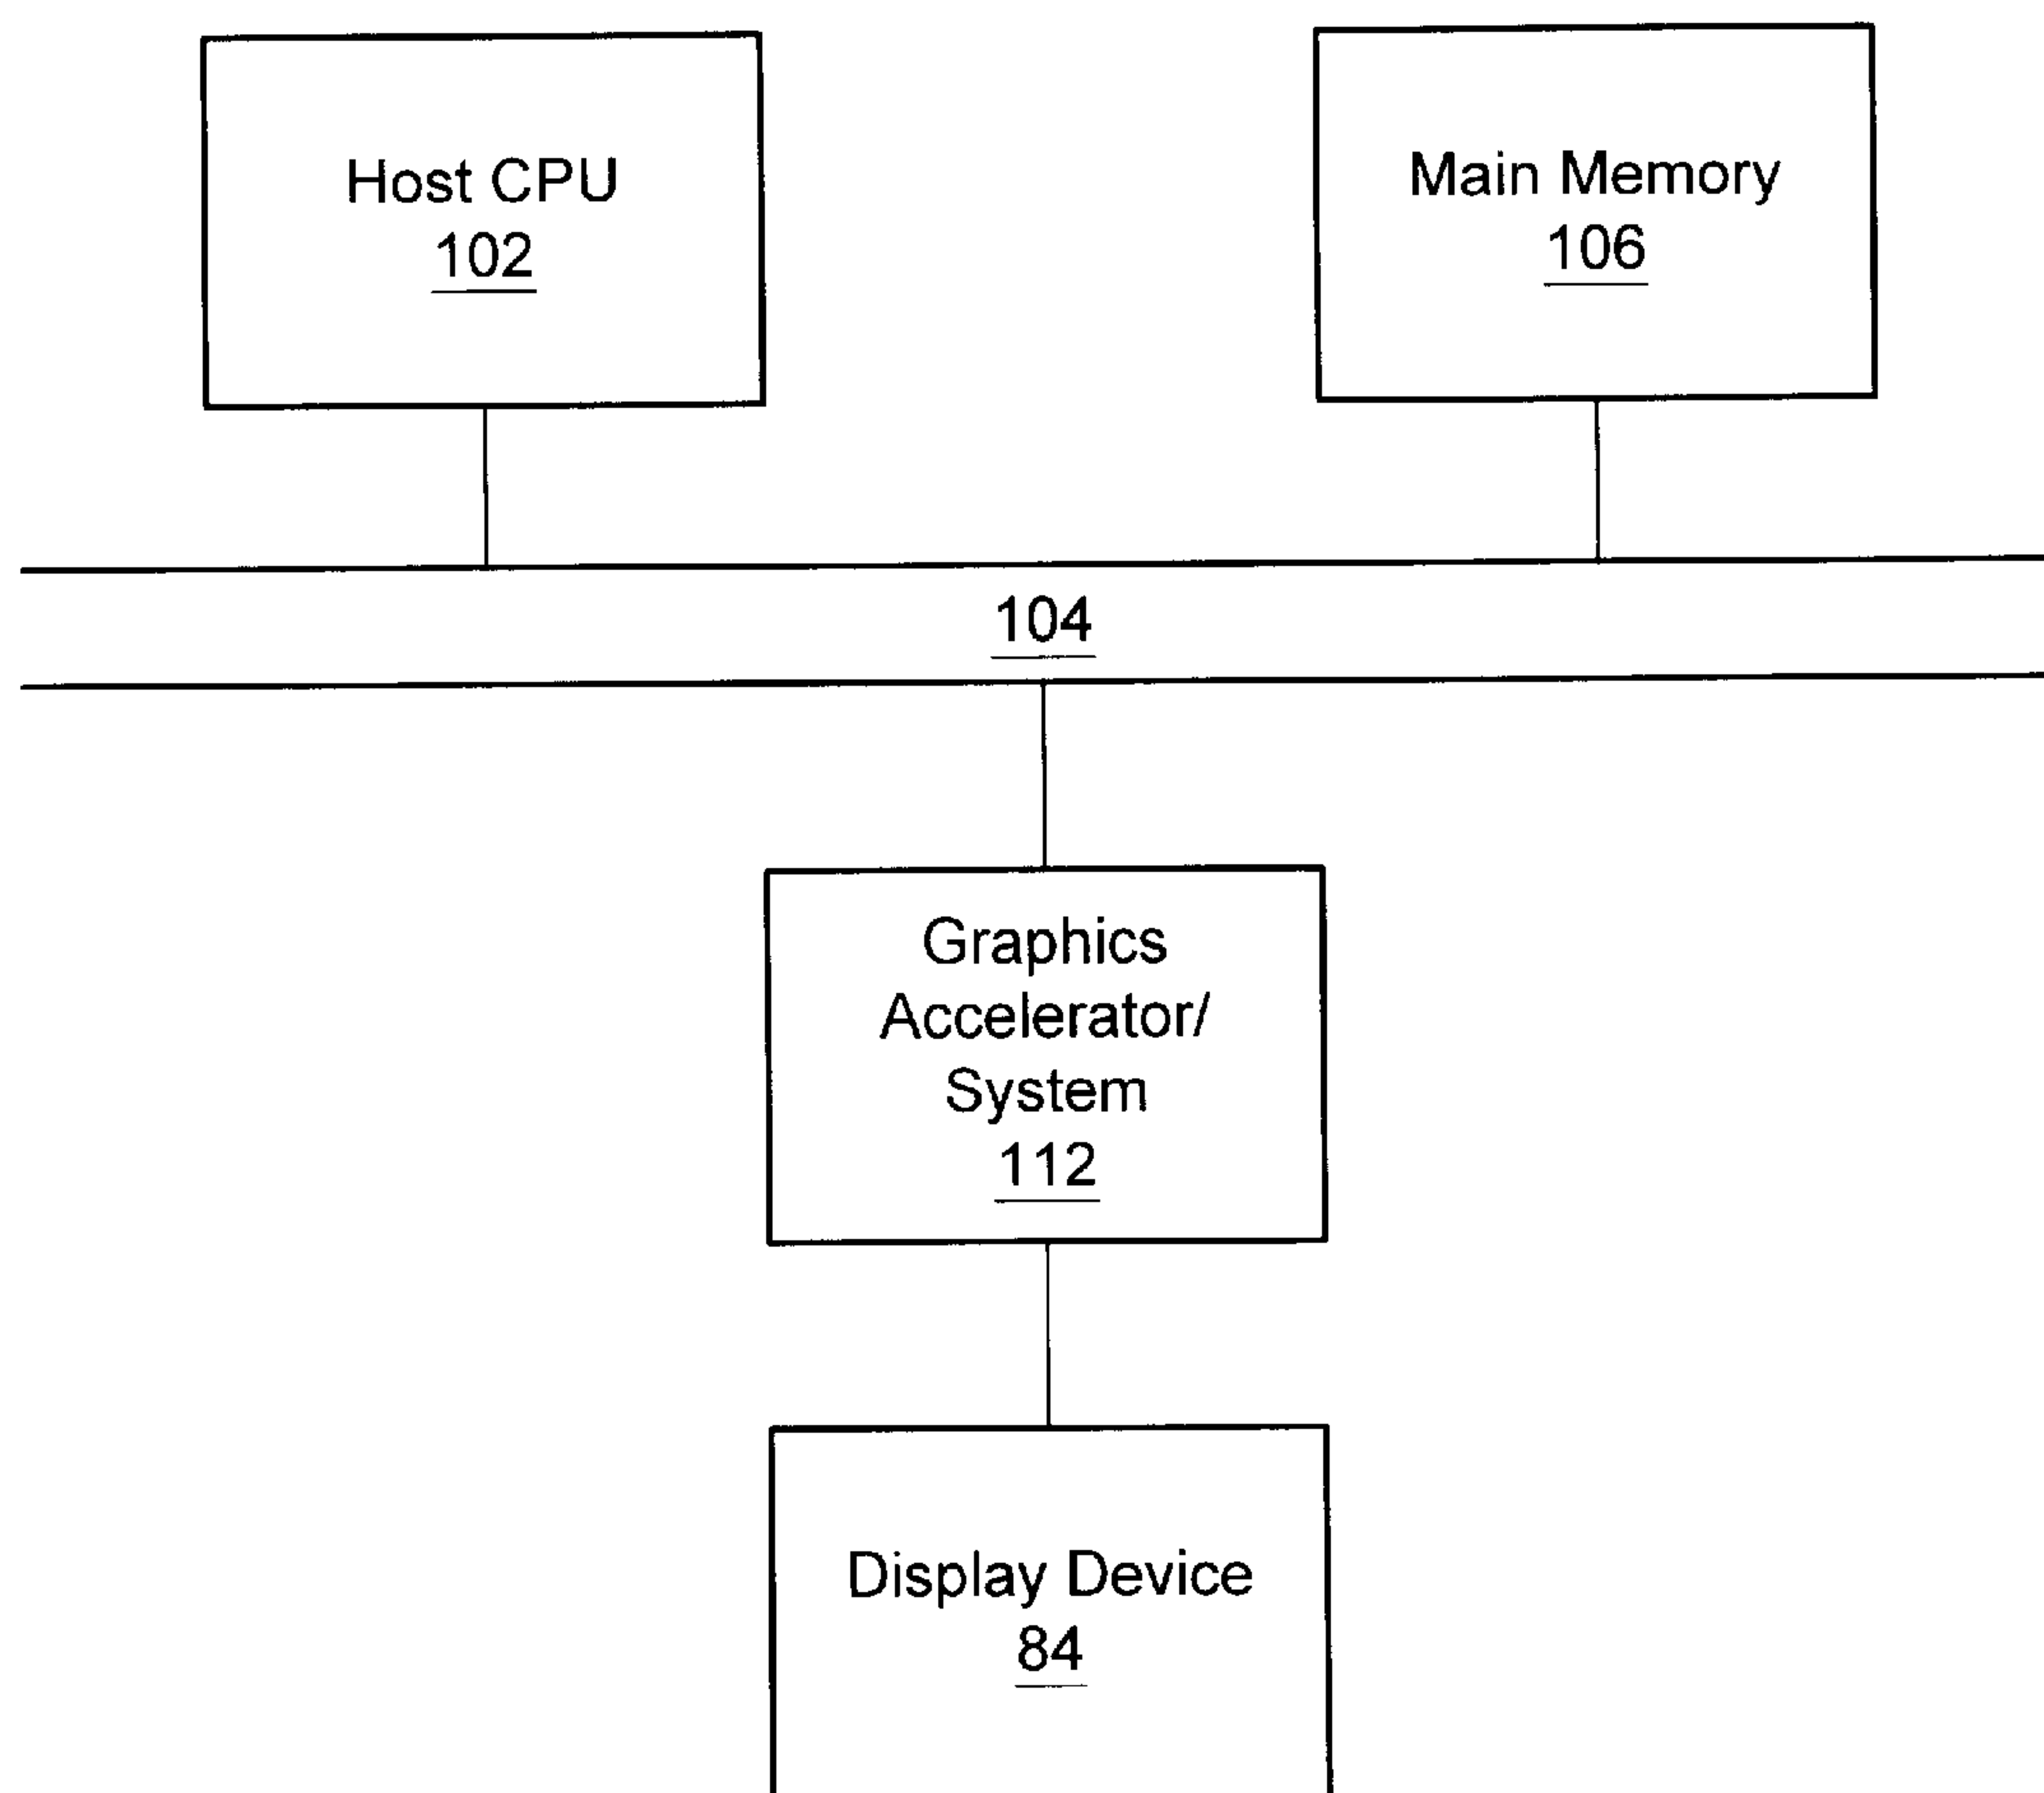 Host CPU
102
Main Memory
106
104
Graphics
Accelerator/
System
112
Display Device
84